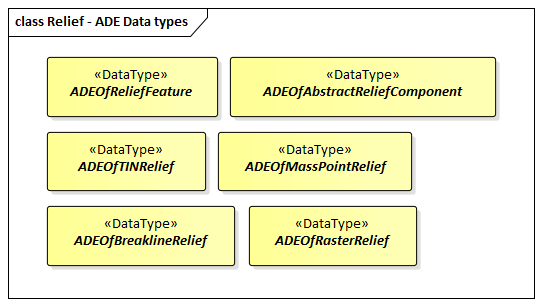 class Relief - ADE Data types
«DataType»
ADEOfReliefFeature
«DataType»
ADEOfAbstractReliefComponent
«DataType»
ADEOfTINRelief
«DataType»
ADEOfMassPointRelief
«DataType»
ADEOfBreaklineRelief
«DataType»
ADEOfRasterRelief